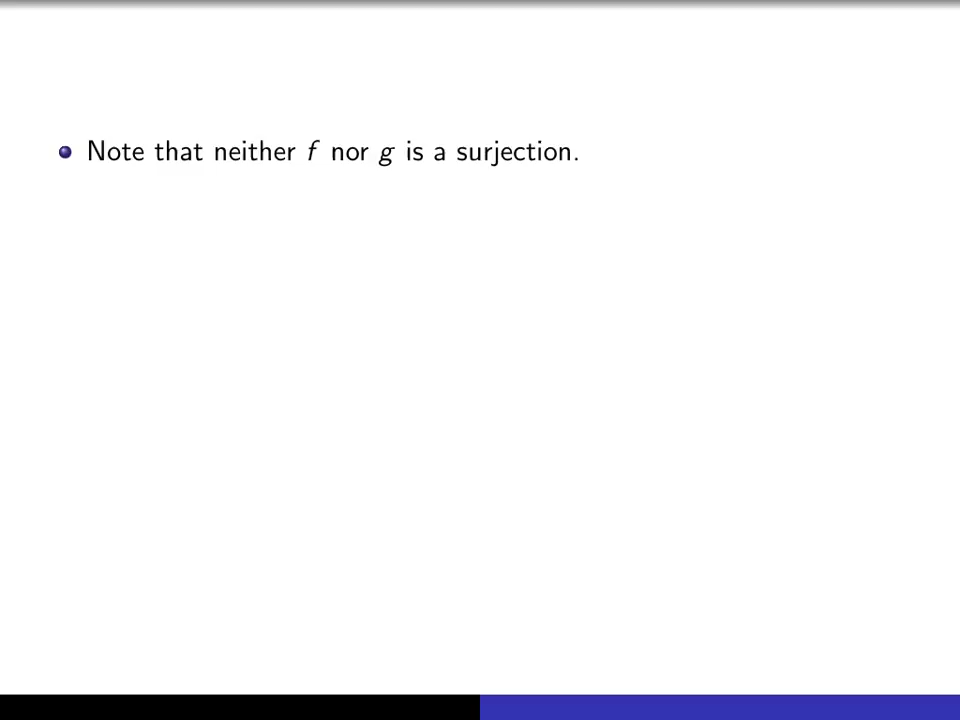 Note that neither f nor g is a surjection.